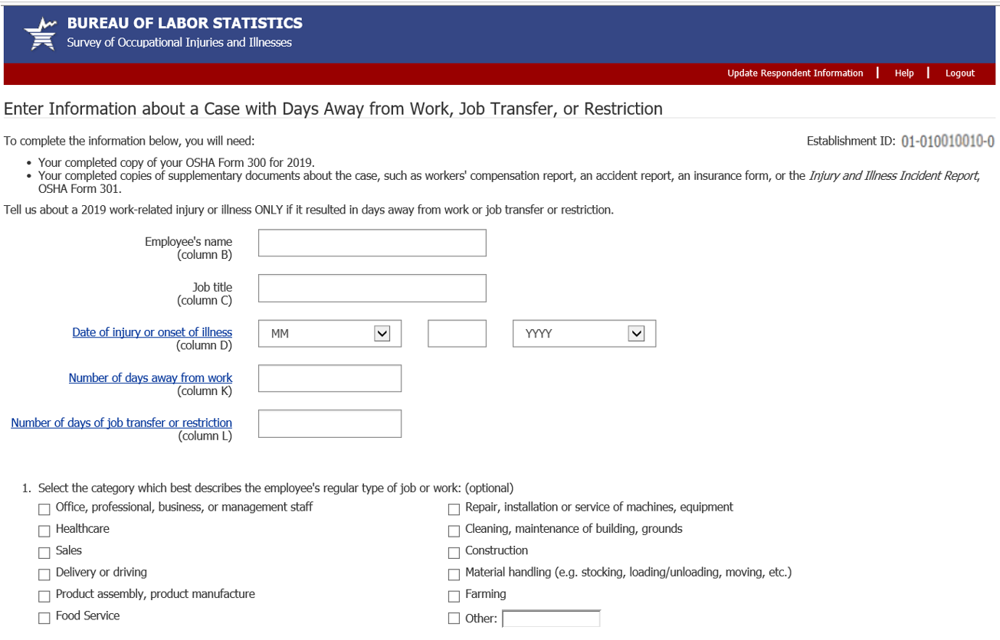 BUREAU OF LABOR STATISTICS
Survey of Occupational Injuries and Illnesses
Update Respondent Information | Help | Logout
Enter Information about a Case with Days Away from Work, Job Transfer, or Restriction
To complete the information below, you will need:
Establishment ID: 01-010010010-0
• Your completed copy of your OSHA Form 300 for 2019.
• Your completed copies of supplementary documents about the case, such as workers' compensation report, an accident report, an insurance form, or the Injury and Illness Incident Report,
OSHA Form 301.
Tell us about a 2019 work-related injury or illness ONLY if it resulted in days away from work or job transfer or restriction.
Employee's name
(column B)
Job title
(column C)
Date of injury or onset of illness
(column D)
MM
YYYY
Number of days away from work
(column K)
Number of days of job transfer or restriction
(column L)
1. Select the category which best describes the employee's regular type of job or work: (optional)
Office, professional, business, or management staff
Repair, installation or service of machines, equipment
Healthcare
Cleaning, maintenance of building, grounds
Sales
Construction
Delivery or driving
Material handling (e.g. stocking, loading/unloading, moving, etc.)
Product assembly, product manufacture
Farming
Food Service
Other: